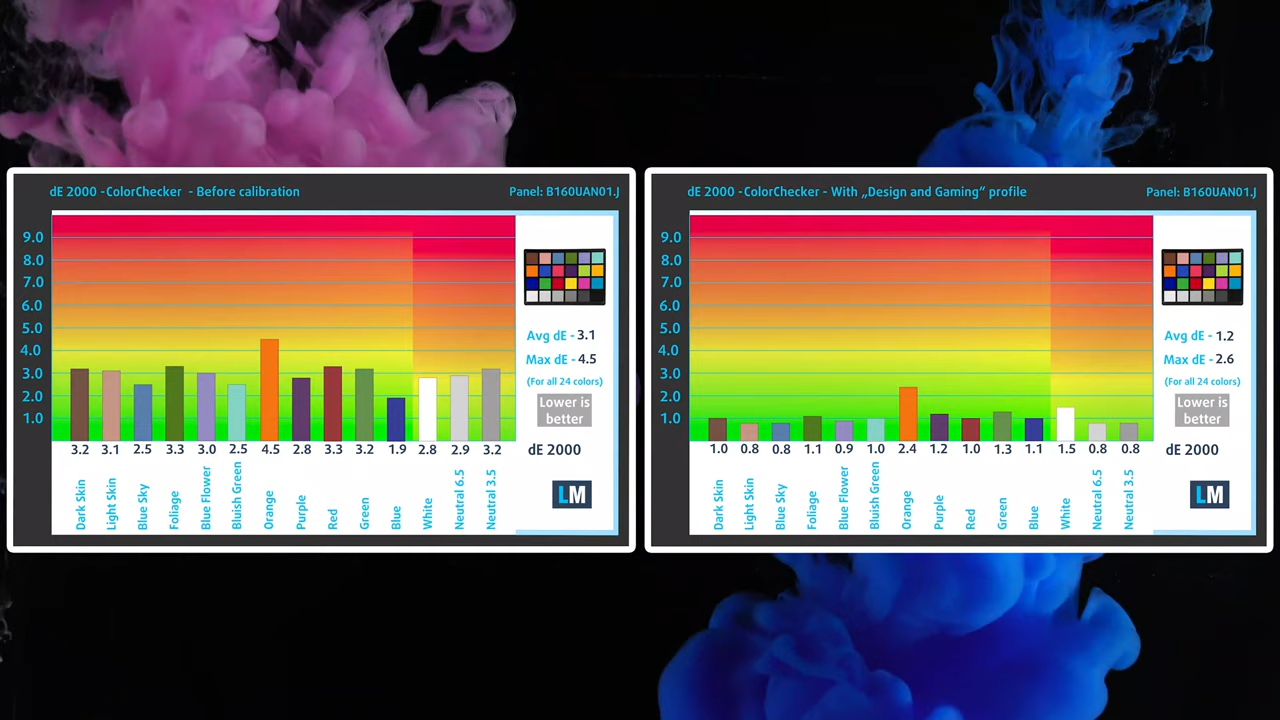 dE 2000 -ColorChecker - Before calibration
Panel: B160UAN01.J
9.0
8.0
7.0
6.0
5.0
4.0
3.0
2.0
1.0
Avg dE - 3.1
Max dE - 4.5
(For all 24 colors)
Lower is
better
3.2 3.1 2.5 3.3 3.0 2.5 4.5 2.8 3.3 3.2 1.9 2.8 2.9 3.2
dE 2000
Dark Skin
Light Skin
Blue Sky
Foliage
Blue Flower
Bluish Green
Orange
Purple
Red
Green
Blue
White
Neutral 6.5
Neutral 3.5
LM
dE 2000 -ColorChecker - With „Design and Gaming“ profile
Panel: B160UAN01.J
9.0
8.0
7.0
6.0
5.0
4.0
3.0
2.0
1.0
Avg dE - 1.2
Max dE - 2.6
(For all 24 colors)
Lower is
better
1.0 0.8 0.8 1.1 0.9 1.0 2.4 1.2 1.0 1.3 1.1 1.5 0.8 0.8
dE 2000
Dark Skin
Light Skin
Blue Sky
Foliage
Blue Flower
Bluish Green
Orange
Purple
Red
Green
Blue
White
Neutral 6.5
Neutral 3.5
LM